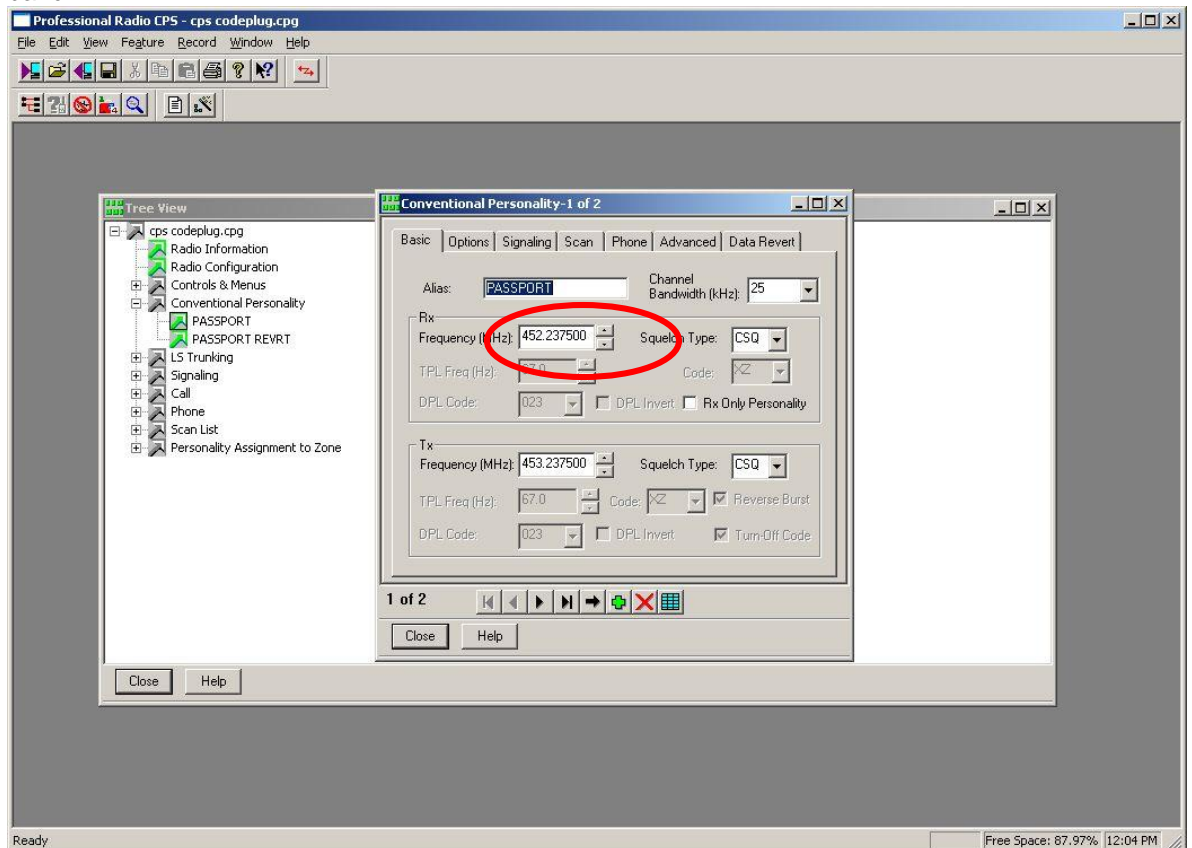 Professional Radio CPS - cps codeplug.cpg
File Edit View Feature Record Window Help
Tree View
cps codeplug.cpg
Radio Information
Radio Configuration
Controls & Menus
Conventional Personality
PASSPORT
PASSPORT REVRT
LS Trunking
Signaling
Call
Phone
Scan List
Personality Assignment to Zone
Close Help
Conventional Personality-1 of 2
Basic Options Signaling Scan Phone Advanced Data Revert
Alias: PASSPORT Channel Bandwidth (kHz): 25
Rx
Frequency (MHz): 452.237500 Squelch Type: CSQ
TPL Freq (Hz): 67.0 Code: XZ
DPL Code: 023 DPL Invert Rx Only Personality
Tx
Frequency (MHz): 453.237500 Squelch Type: CSQ
TPL Freq (Hz): 67.0 Code: XZ Reverse Burst
DPL Code: 023 DPL Invert Turn-Off Code
1 of 2
Close Help
Ready Free Space: 87.97% 12:04 PM